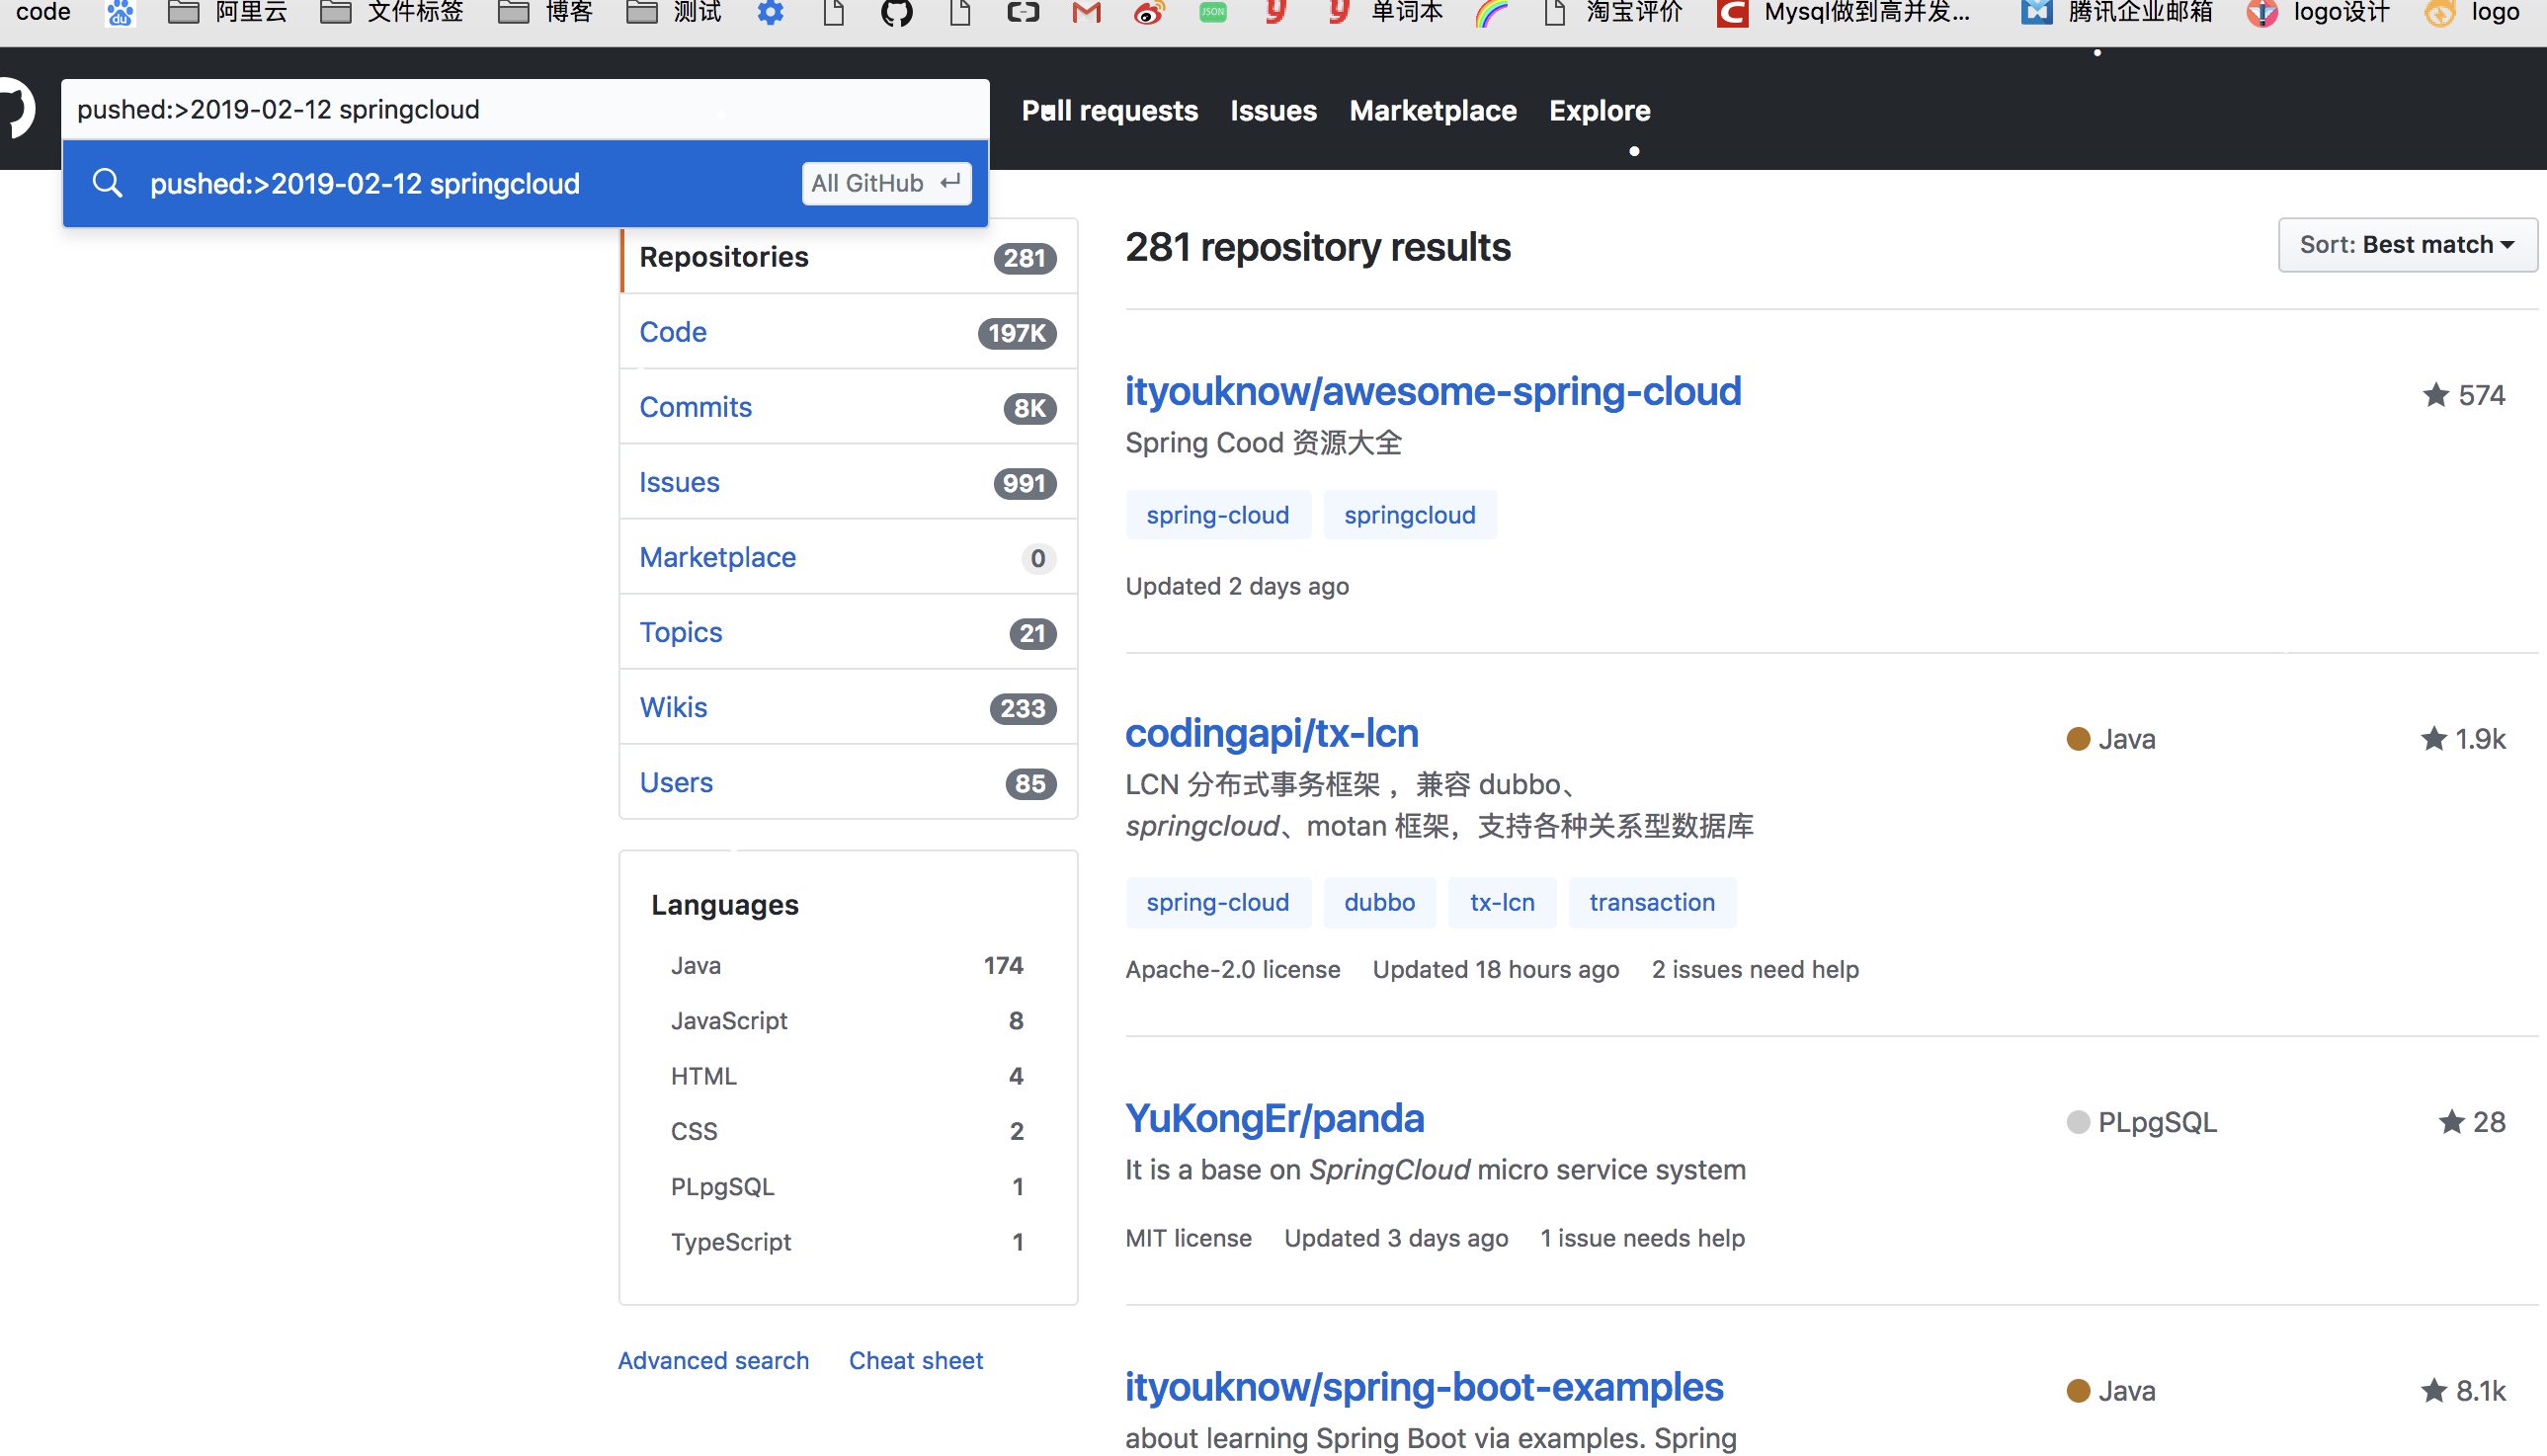 code du 阿里云 文件标签 博客 测试 JSON 单词本 淘宝评价 Mysql做到高并发... 腾讯企业邮箱 logo设计 logo
pushed:>2019-02-12 springcloud Pull requests Issues Marketplace Explore
pushed:>2019-02-12 springcloud All GitHub ↵
Repositories 281
Code 197K
Commits 8K
Issues 991
Marketplace 0
Topics 21
Wikis 233
Users 85
Languages
Java 174
JavaScript 8
HTML 4
CSS 2
PLpgSQL 1
TypeScript 1
Advanced search Cheat sheet
281 repository results Sort: Best match
ityouknow/awesome-spring-cloud 574
Spring Cood 资源大全
spring-cloud springcloud
Updated 2 days ago
codingapi/tx-lcn Java 1.9k
LCN 分布式事务框架 ，兼容 dubbo、
springcloud、motan 框架，支持各种关系型数据库
spring-cloud dubbo tx-lcn transaction
Apache-2.0 license Updated 18 hours ago 2 issues need help
YuKongEr/panda PLpgSQL 28
It is a base on SpringCloud micro service system
MIT license Updated 3 days ago 1 issue needs help
ityouknow/spring-boot-examples Java 8.1k
about learning Spring Boot via examples. Spring